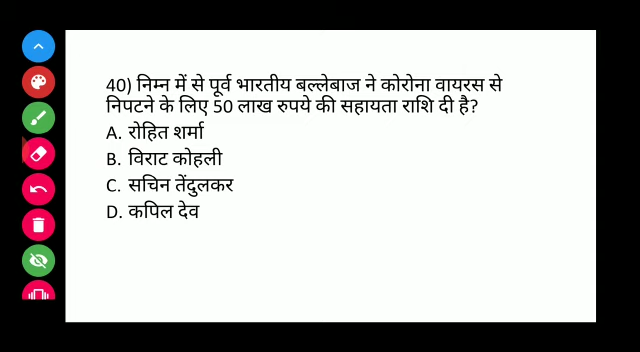 40) निम्न में से पूर्व भारतीय बल्लेबाज ने कोरोना वायरस से
निपटने के लिए 50 लाख रुपये की सहायता राशि दी है?
A. रोहित शर्मा
B. विराट कोहली
C. सचिन तेंदुलकर
D. कपिल देव